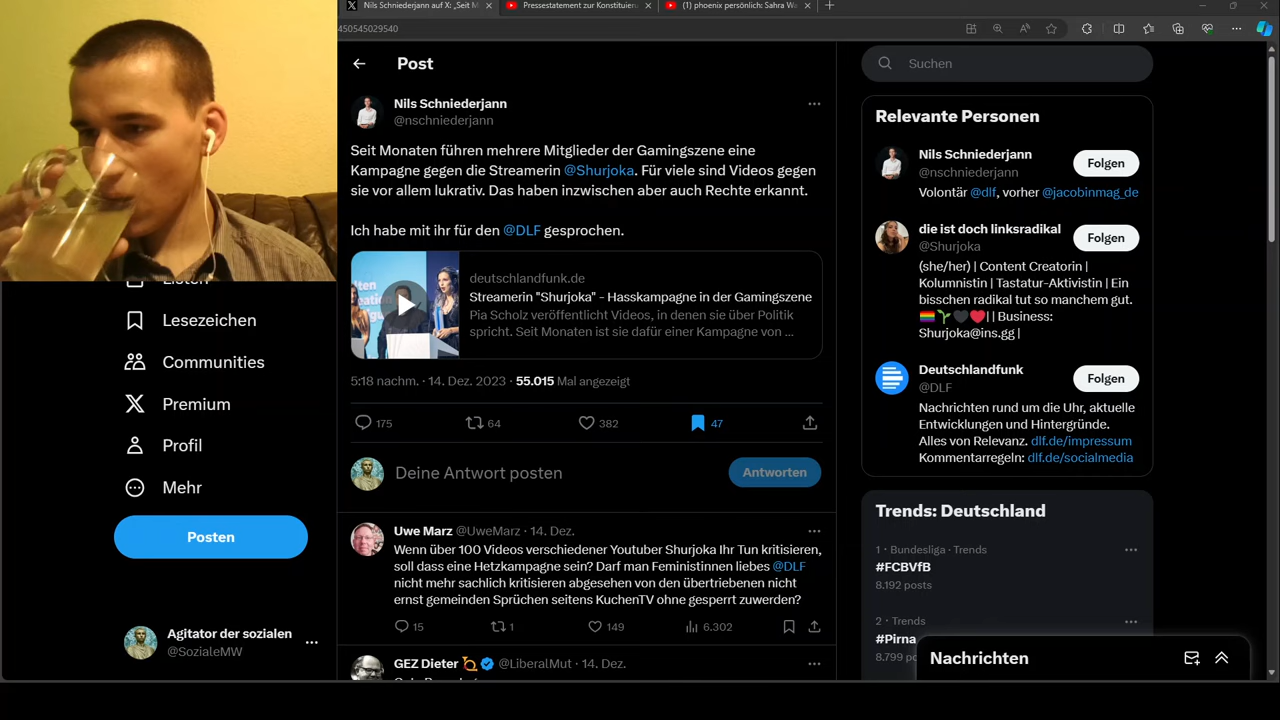 Nils Schniederjann auf X: „Seit M
Pressestatement zur Konstituieru
(1) phoenix persönlich: Sahra Wa
450545029540
Post
Suchen
Nils Schniederjann
@nschniederjann
Seit Monaten führen mehrere Mitglieder der Gamingszene eine
Kampagne gegen die Streamerin @Shurjoka. Für viele sind Videos gegen
sie vor allem lukrativ. Das haben inzwischen aber auch Rechte erkannt.
Ich habe mit ihr für den @DLF gesprochen.
deutschlandfunk.de
Streamerin "Shurjoka" - Hasskampagne in der Gamingszene
Pia Scholz veröffentlicht Videos, in denen sie über Politik
spricht. Seit Monaten ist sie dafür einer Kampagne von ...
5:18 nachm. · 14. Dez. 2023 · 55.015 Mal angezeigt
175
64
382
47
Deine Antwort posten
Antworten
Uwe Marz @UweMarz · 14. Dez.
Wenn über 100 Videos verschiedener Youtuber Shurjoka Ihr Tun kritisieren,
soll dass eine Hetzkampagne sein? Darf man Feministinnen liebes @DLF
nicht mehr sachlich kritisieren abgesehen von den übertriebenen nicht
ernst gemeinden Sprüchen seitens KuchenTV ohne gesperrt zuwerden?
15
1
149
6.302
GEZ Dieter @LiberalMut · 14. Dez.
Listen
Lesezeichen
Communities
Premium
Profil
Mehr
Posten
Agitator der sozialen
@SozialeMW
Relevante Personen
Nils Schniederjann
@nschniederjann
Folgen
Volontär @dlf, vorher @jacobinmag_de
die ist doch linksradikal
@Shurjoka
Folgen
(she/her) | Content Creatorin |
Kolumnistin | Tastatur-Aktivistin | Ein
bisschen radikal tut so manchem gut.
| | Business:
Shurjoka@ins.gg |
Deutschlandfunk
@DLF
Folgen
Nachrichten rund um die Uhr, aktuelle
Entwicklungen und Hintergründe.
Alles von Relevanz. dlf.de/impressum
Kommentarregeln: dlf.de/socialmedia
Trends: Deutschland
1 · Bundesliga · Trends
#FCBVfB
8.192 posts
2 · Trends
#Pirna
8.799 po
Nachrichten